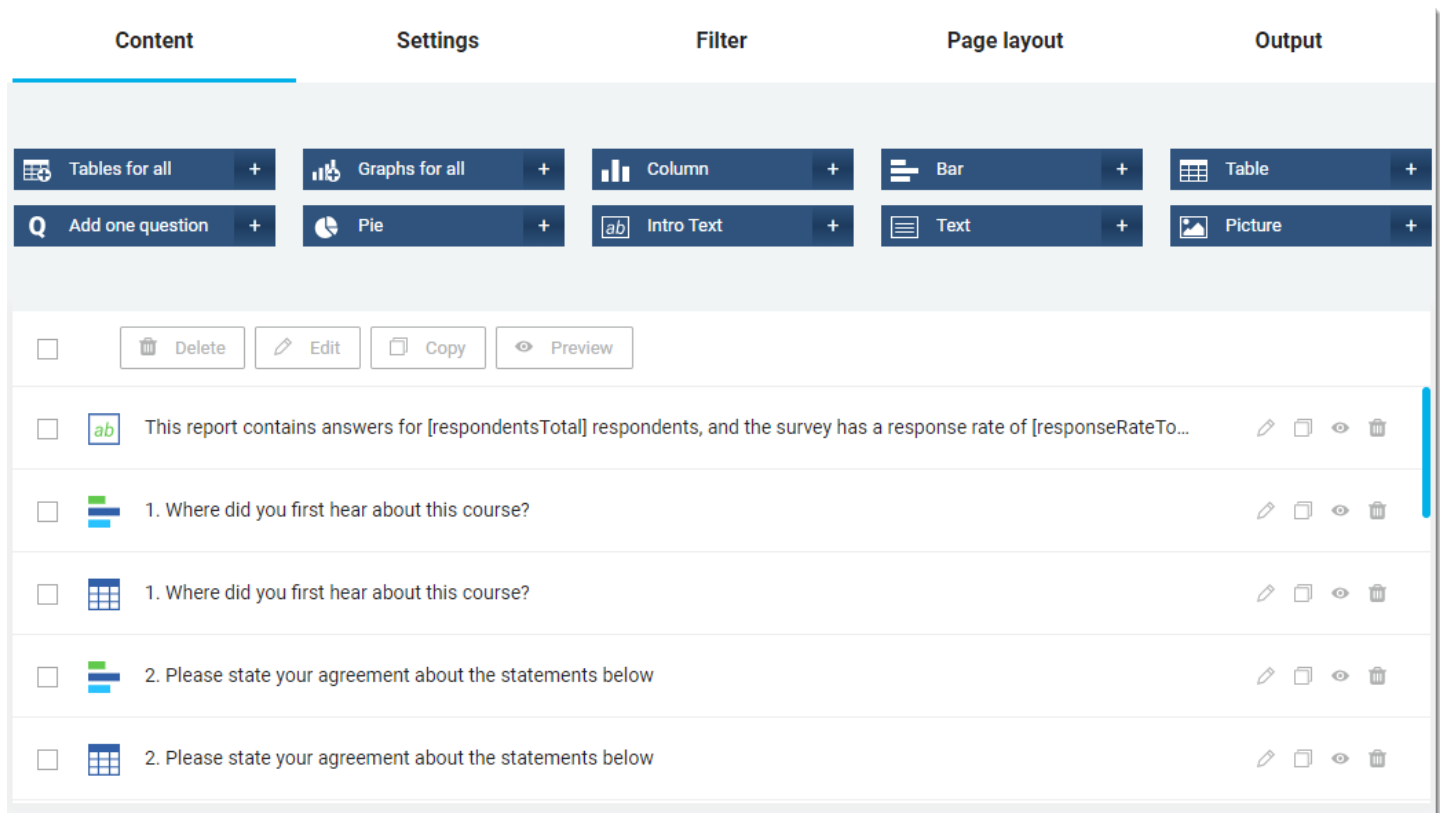 Content Settings Filter Page layout Output
Tables for all + Graphs for all + Column + Bar + Table +
Q Add one question + Pie + ab Intro Text + Text + Picture +
Delete Edit Copy Preview
ab This report contains answers for [respondentsTotal] respondents, and the survey has a response rate of [responseRateTo...
1. Where did you first hear about this course?
1. Where did you first hear about this course?
2. Please state your agreement about the statements below
2. Please state your agreement about the statements below